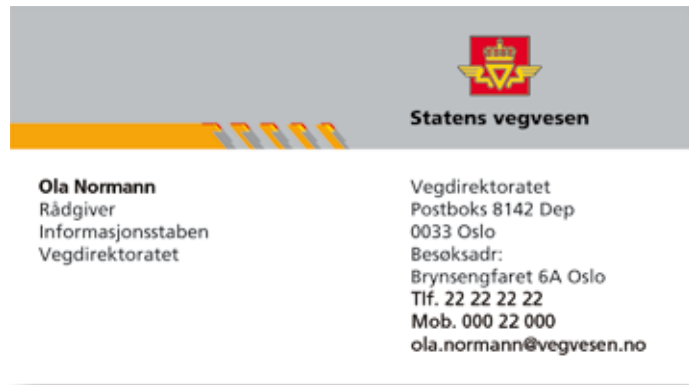 Statens vegvesen
Ola Normann
Rådgiver
Informasjonsstaben
Vegdirektoratet
Vegdirektoratet
Postboks 8142 Dep
0033 Oslo
Besøksadr:
Brynsengfaret 6A Oslo
Tlf. 22 22 22 22
Mob. 000 22 000
ola.normann@vegvesen.no